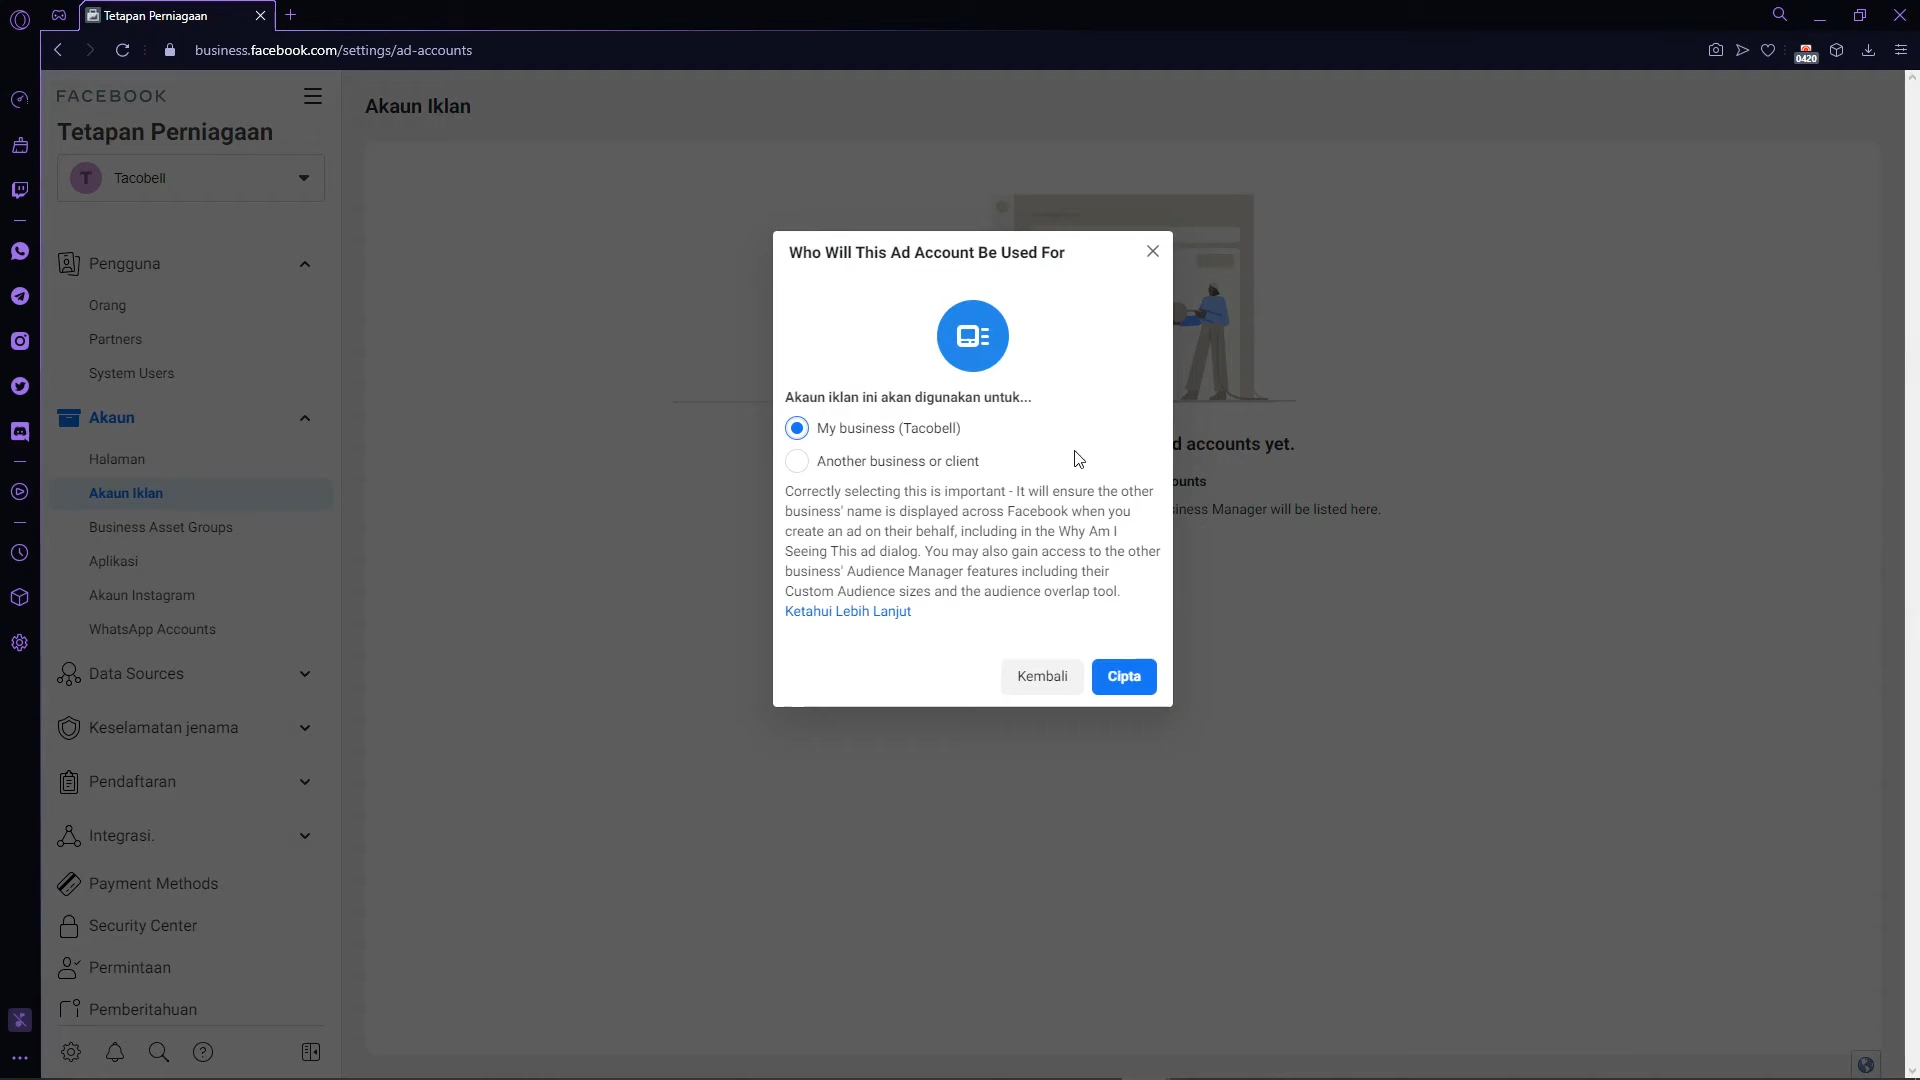 Tetapan Perniagaan
business.facebook.com/settings/ad-accounts
0420
FACEBOOK
Tetapan Perniagaan
T
Tacobell
Pengguna
Orang
Partners
System Users
Akaun
Halaman
Akaun Iklan
Business Asset Groups
Aplikasi
Akaun Instagram
WhatsApp Accounts
Data Sources
Keselamatan jenama
Pendaftaran
Integrasi.
Payment Methods
Security Center
Permintaan
Pemberitahuan
Akaun Iklan
d accounts yet.
ounts
siness Manager will be listed here.
Who Will This Ad Account Be Used For
Akaun iklan ini akan digunakan untuk...
My business (Tacobell)
Another business or client
Correctly selecting this is important - It will ensure the other
business' name is displayed across Facebook when you
create an ad on their behalf, including in the Why Am I
Seeing This ad dialog. You may also gain access to the other
business' Audience Manager features including their
Custom Audience sizes and the audience overlap tool.
Ketahui Lebih Lanjut
Kembali
Cipta